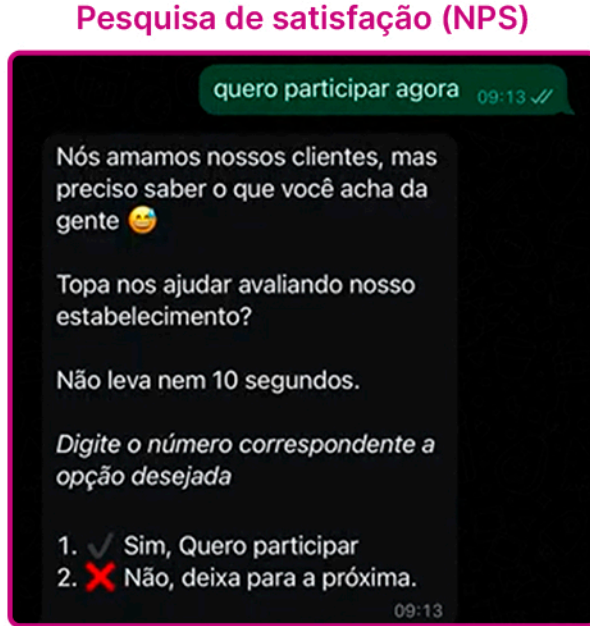 Pesquisa de satisfação (NPS)
quero participar agora 09:13
Nós amamos nossos clientes, mas
preciso saber o que você acha da
gente 😅
Topa nos ajudar avaliando nosso
estabelecimento?
Não leva nem 10 segundos.
Digite o número correspondente a
opção desejada
1. ✔️ Sim, Quero participar
2. ❌ Não, deixa para a próxima.
09:13